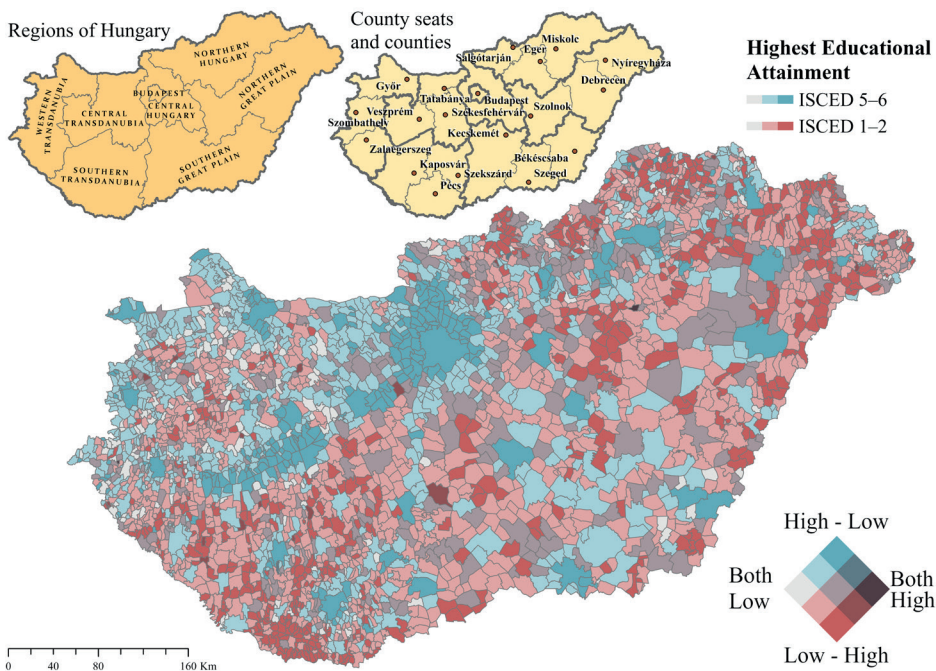 Regions of Hungary
NORTHERN
HUNGARY
NORTHERN
GREAT PLAIN
BUDAPEST
CENTRAL
HUNGARY
WESTERN
TRANSDANUBIA
CENTRAL
TRANSDANUBIA
SOUTHERN
TRANSDANUBIA
SOUTHERN
GREAT PLAIN
County seats
and counties
Miskolc
Eger
Salgótarján
Nyíregyháza
Debrecen
Győr
Tatabánya
Budapest
Szolnok
Veszprém
Székesfehérvár
Szombathely
Kecskemét
Zalaegerszeg
Békéscsaba
Kaposvár
Szekszárd
Szeged
Pécs
Highest Educational
Attainment
ISCED 5–6
ISCED 1–2
High - Low
Both
Low
Both
High
Low - High
0 40 80 160 Km